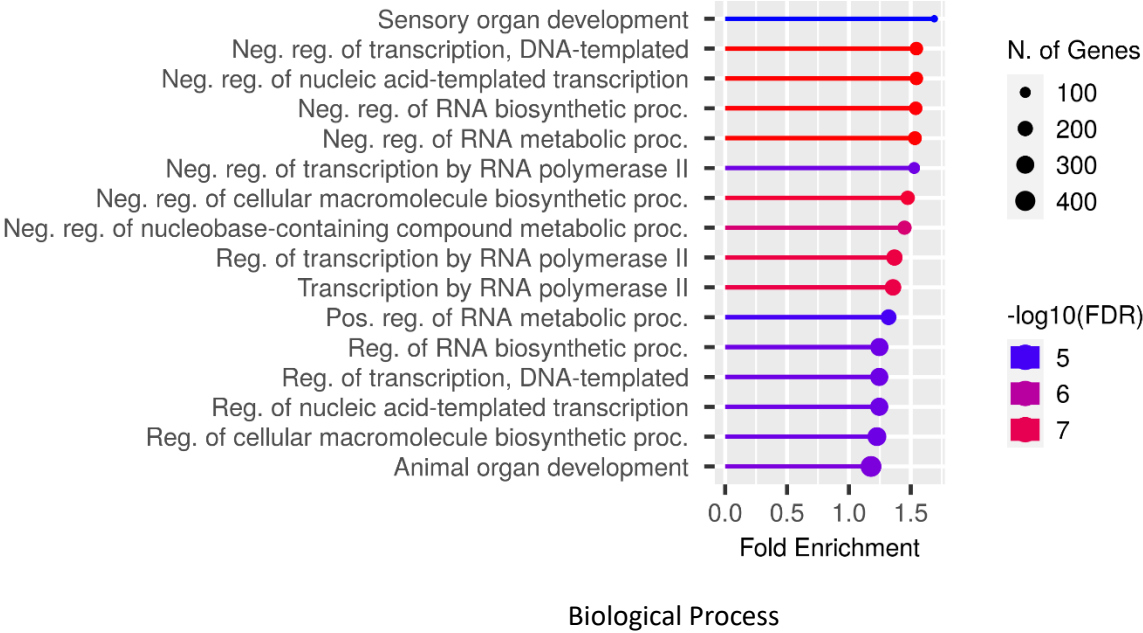 Sensory organ development
Neg. reg. of transcription, DNA-templated
Neg. reg. of nucleic acid-templated transcription
Neg. reg. of RNA biosynthetic proc.
Neg. reg. of RNA metabolic proc.
Neg. reg. of transcription by RNA polymerase II
Neg. reg. of cellular macromolecule biosynthetic proc.
Neg. reg. of nucleobase-containing compound metabolic proc.
Reg. of transcription by RNA polymerase II
Transcription by RNA polymerase II
Pos. reg. of RNA metabolic proc.
Reg. of RNA biosynthetic proc.
Reg. of transcription, DNA-templated
Reg. of nucleic acid-templated transcription
Reg. of cellular macromolecule biosynthetic proc.
Animal organ development
0.0 0.5 1.0 1.5
Fold Enrichment
N. of Genes
100
200
300
400
-log10(FDR)
5
6
7
Biological Process